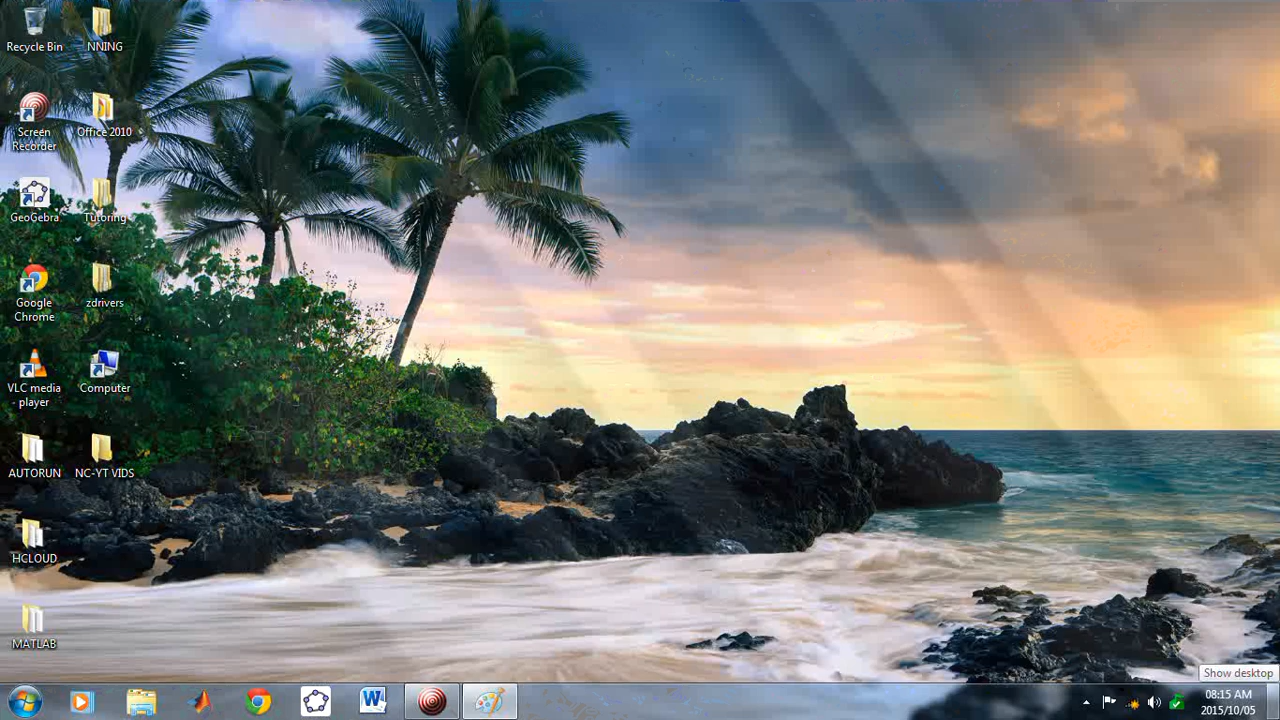 Recycle Bin
NNING
Screen
Recorder
Office 2010
GeoGebra
Tutoring
Google
Chrome
zdrivers
VLC media
player
Computer
AUTORUN
NC-YT VIDS
HCLOUD
MATLAB
Show desktop
08:15 AM
2015/10/05